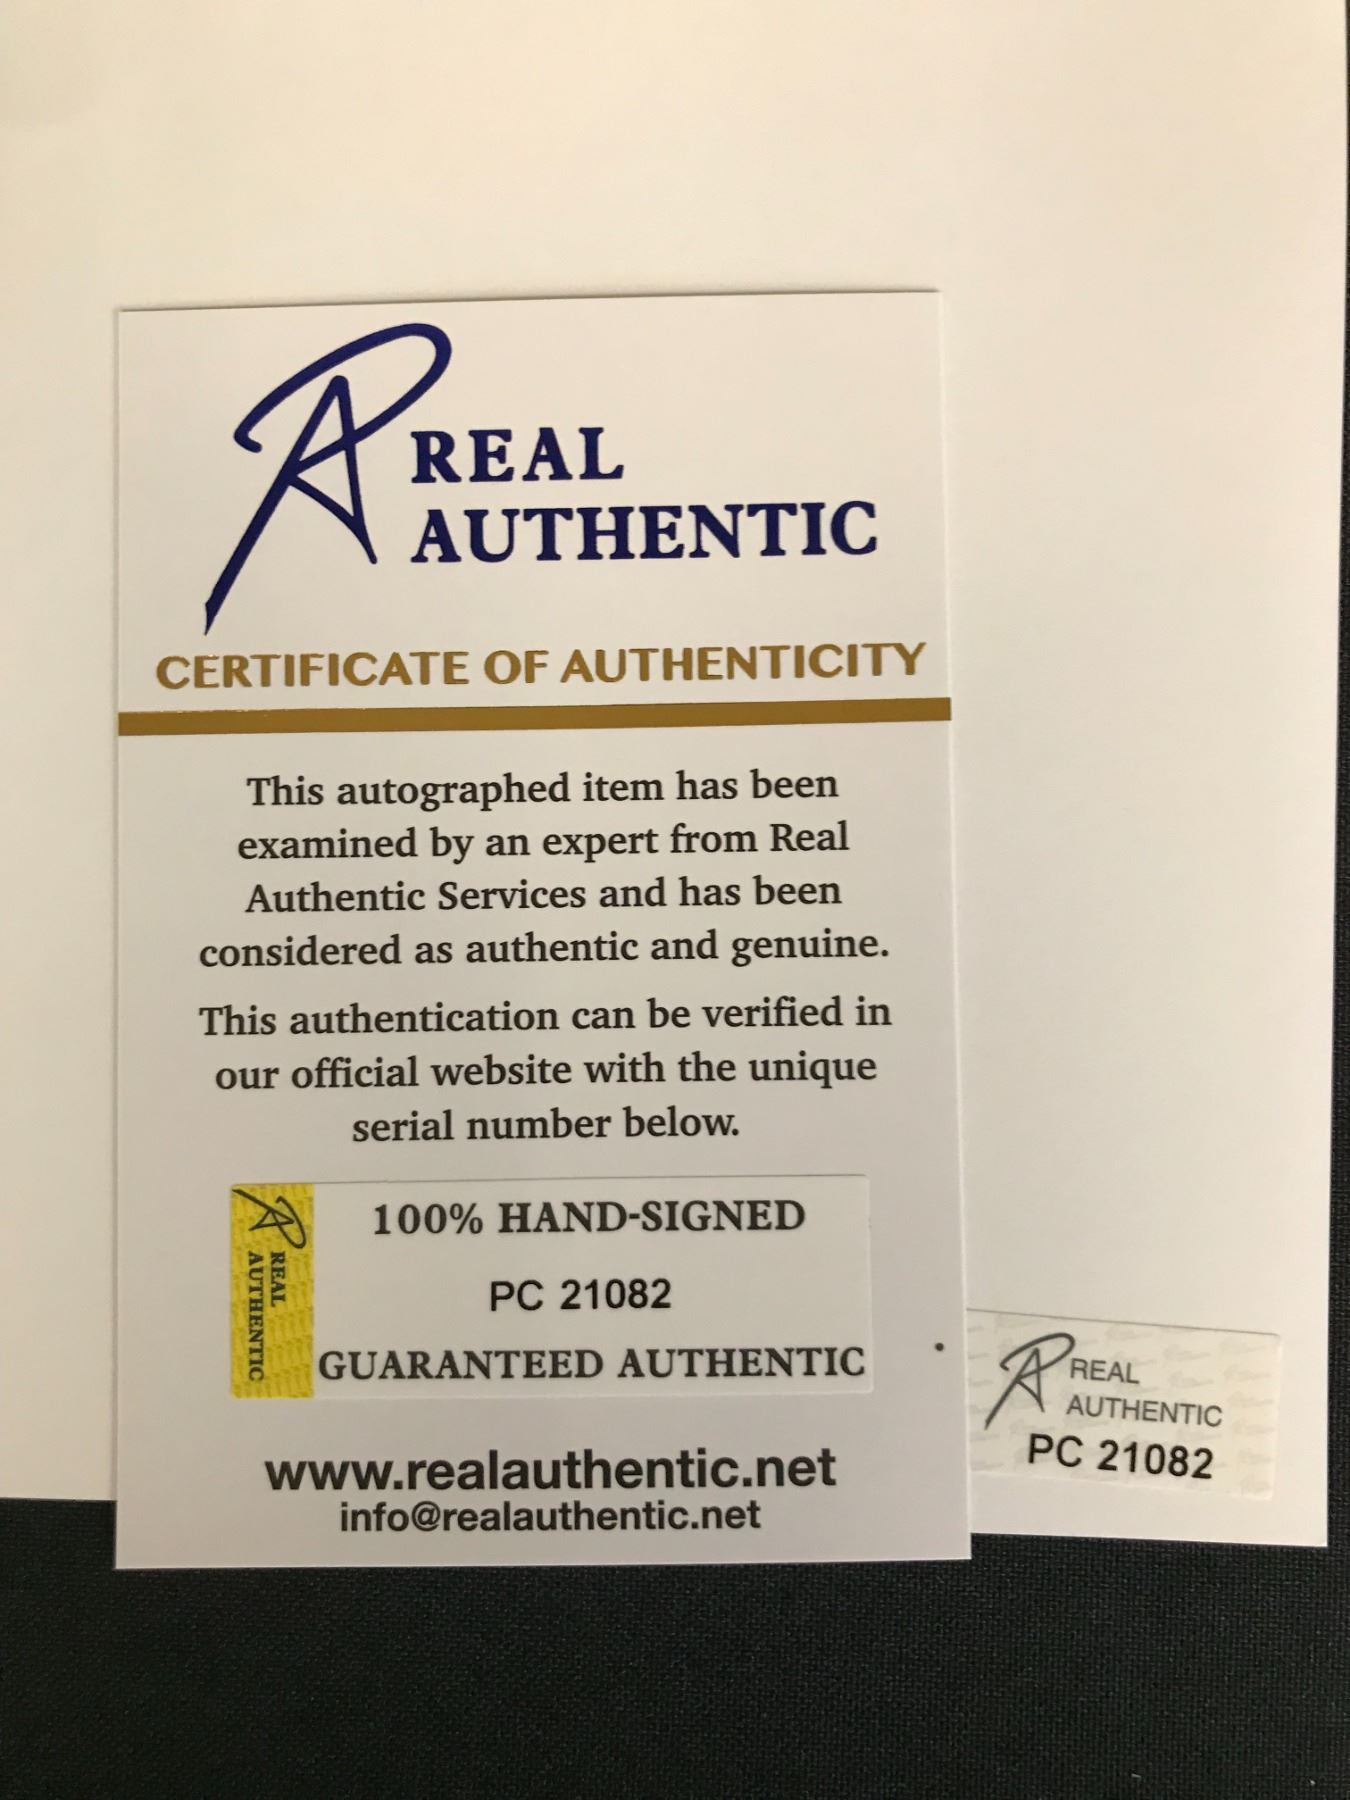 REAL
AUTHENTIC
CERTIFICATE OF AUTHENTICITY
This autographed item has been
examined by an expert from Real
Authentic Services and has been
considered as authentic and genuine.
This authentication can be verified in
our official website with the unique
serial number below.
REAL
AUTHENTIC
100% HAND-SIGNED
PC 21082
GUARANTEED AUTHENTIC
www.realauthentic.net
info@realauthentic.net
REAL
AUTHENTIC
PC 21082